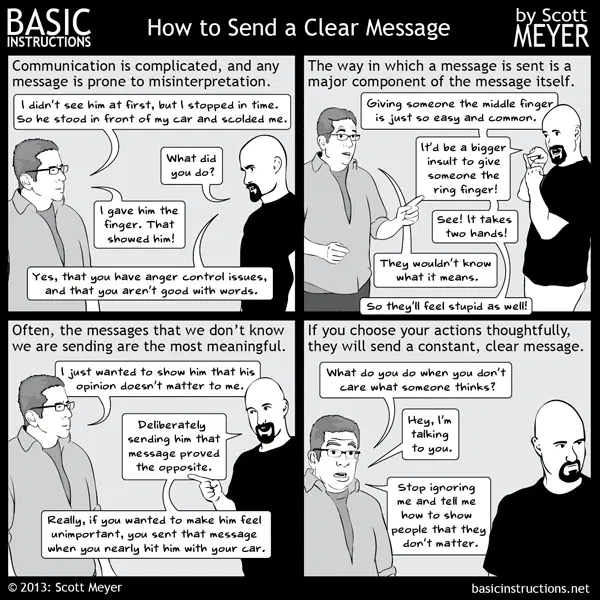 BASIC
INSTRUCTIONS
How to Send a Clear Message
by Scott
MEYER
Communication is complicated, and any
message is prone to misinterpretation.
I didn't see him at first, but I stopped in time.
So he stood in front of my car and scolded me.
What did
you do?
I gave him the
finger. That
showed him!
Yes, that you have anger control issues,
and that you aren't good with words.
The way in which a message is sent is a
major component of the message itself.
Giving someone the middle finger
is just so easy and common.
It'd be a bigger
insult to give
someone the
ring finger!
See! It takes
two hands!
They wouldn't know
what it means.
So they'll feel stupid as well!
Often, the messages that we don't know
we are sending are the most meaningful.
I just wanted to show him that his
opinion doesn't matter to me.
Deliberately
sending him that
message proved
the opposite.
Really, if you wanted to make him feel
unimportant, you sent that message
when you nearly hit him with your car.
If you choose your actions thoughtfully,
they will send a constant, clear message.
What do you do when you don't
care what someone thinks?
Hey, I'm
talking
to you.
Stop ignoring
me and tell me
how to show
people that they
don't matter.
© 2013: Scott Meyer
basicinstructions.net